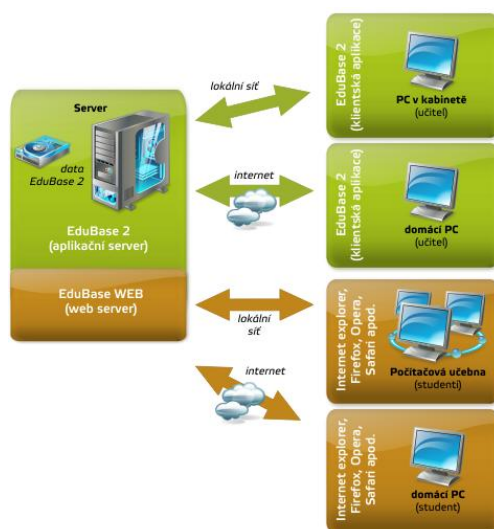 Server
data
EduBase 2
EduBase 2
(aplikační server)
EduBase WEB
(web server)
lokální síť
internet
lokální
síť
internet
EduBase 2
(klientská aplikace)
PC v kabinetě
(učitel)
EduBase 2
(klientská aplikace)
domácí PC
(učitel)
Internet explorer,
Firefox, Opera,
Safari apod.
Počítačová učebna
(studenti)
Internet explorer,
Firefox, Opera,
Safari apod.
domácí PC
(student)